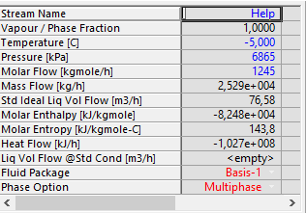 Stream Name Help
Vapour / Phase Fraction 1,0000
Temperature [C] -5,000
Pressure [kPa] 6865
Molar Flow [kgmole/h] 1245
Mass Flow [kg/h] 2,529e+004
Std Ideal Liq Vol Flow [m3/h] 76,58
Molar Enthalpy [kJ/kgmole] -8,248e+004
Molar Entropy [kJ/kgmole-C] 143,8
Heat Flow [kJ/h] -1,027e+008
Liq Vol Flow @Std Cond [m3/h] <empty>
Fluid Package Basis-1
Phase Option Multiphase